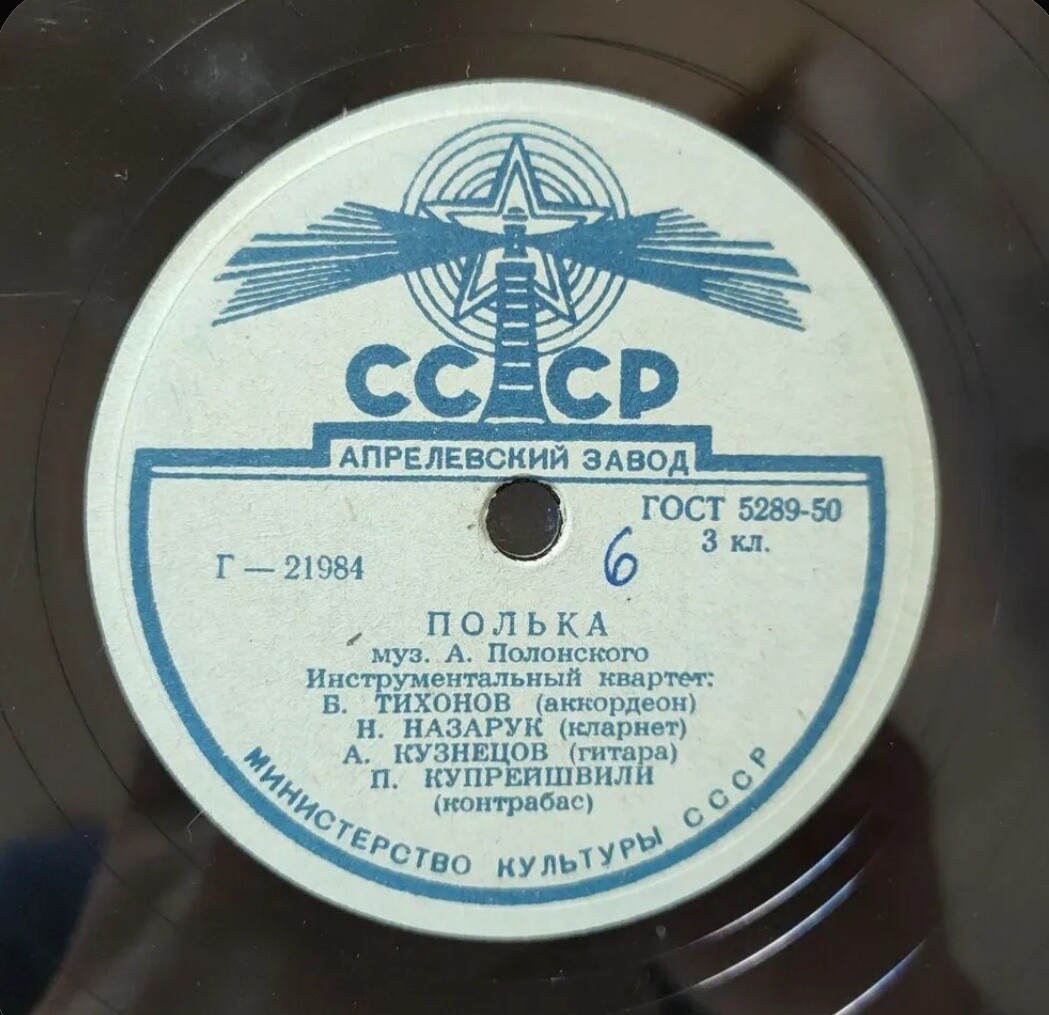 СССР
АПРЕЛЕВСКИЙ ЗАВОД
ГОСТ 5289-50
3 кл.
Г — 21984
6
ПОЛЬКА
муз. А. Полонского
Инструментальный квартет:
Б. ТИХОНОВ (аккордеон)
Н. НАЗАРУК (кларнет)
А. КУЗНЕЦОВ (гитара)
П. КУПРЕЙШВИЛИ
(контрабас)
МИНИСТЕРСТВО КУЛЬТУРЫ СССР